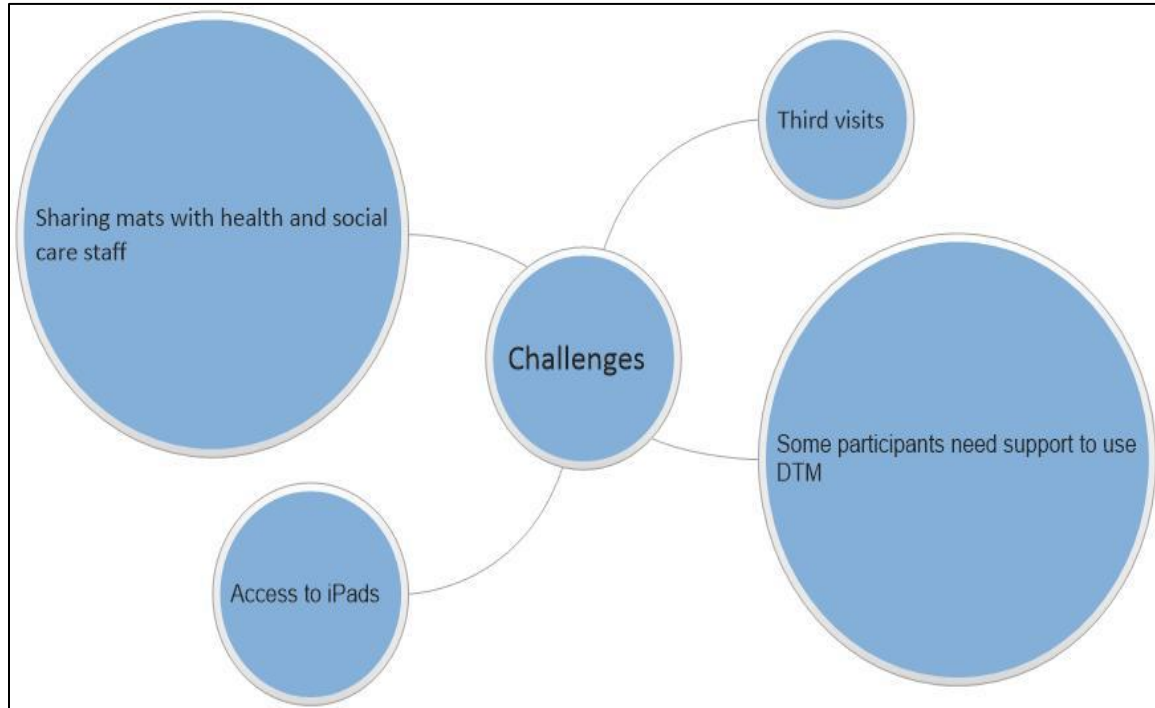 Third visits
Sharing mats with health and social
care staff
Challenges
Some participants need support to use
DTM
Access to iPads